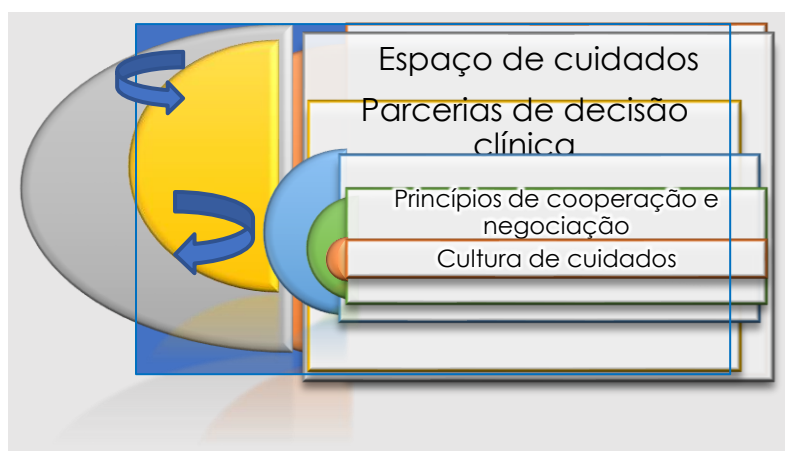 Espaço de cuidados
Parcerias de decisão
clínica
Princípios de cooperação e
negociação
Cultura de cuidados